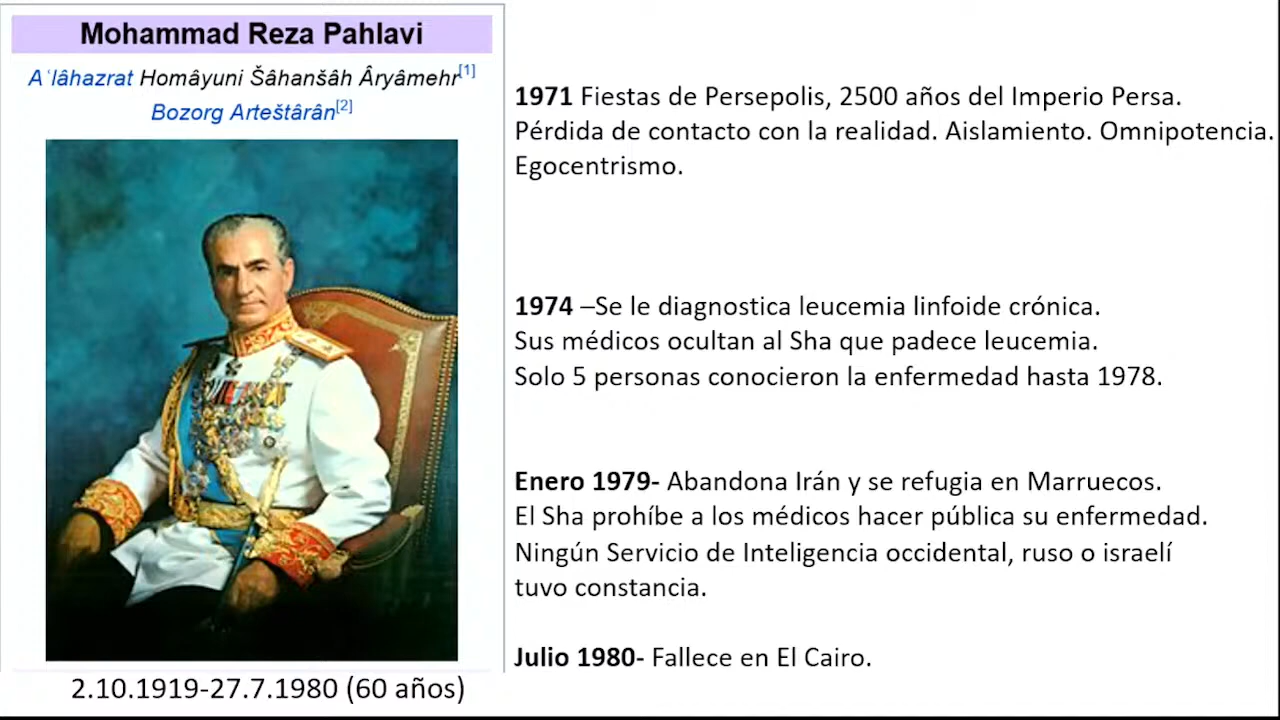 Mohammad Reza Pahlavi
Aʿlâhazrat Homâyuni Šâhanšâh Âryâmehr[1]
Bozorg Arteštârân[2]
2.10.1919-27.7.1980 (60 años)
1971 Fiestas de Persepolis, 2500 años del Imperio Persa.
Pérdida de contacto con la realidad. Aislamiento. Omnipotencia.
Egocentrismo.
1974 –Se le diagnostica leucemia linfoide crónica.
Sus médicos ocultan al Sha que padece leucemia.
Solo 5 personas conocieron la enfermedad hasta 1978.
Enero 1979- Abandona Irán y se refugia en Marruecos.
El Sha prohíbe a los médicos hacer pública su enfermedad.
Ningún Servicio de Inteligencia occidental, ruso o israelí
tuvo constancia.
Julio 1980- Fallece en El Cairo.